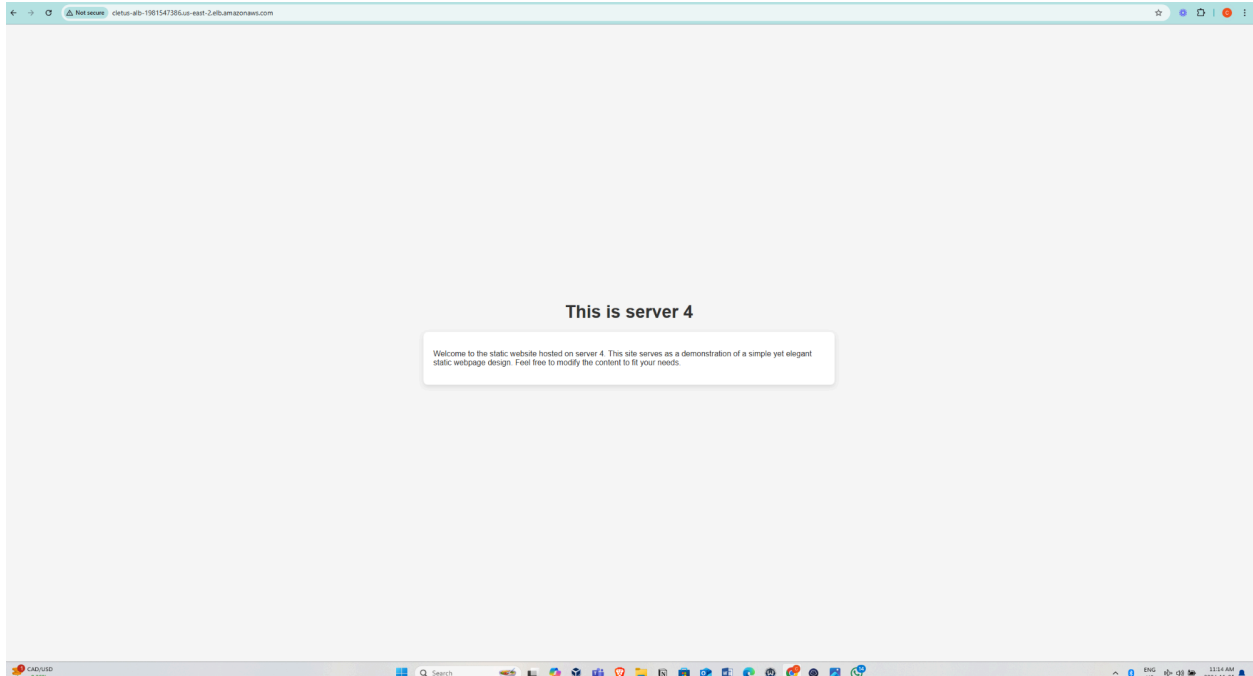 Not secure cletus-alb-1981547386.us-east-2.elb.amazonaws.com
This is server 4
Welcome to the static website hosted on server 4. This site serves as a demonstration of a simple yet elegant
static webpage design. Feel free to modify the content to fit your needs.
CAD/USD
Search
ENG
11:14 AM